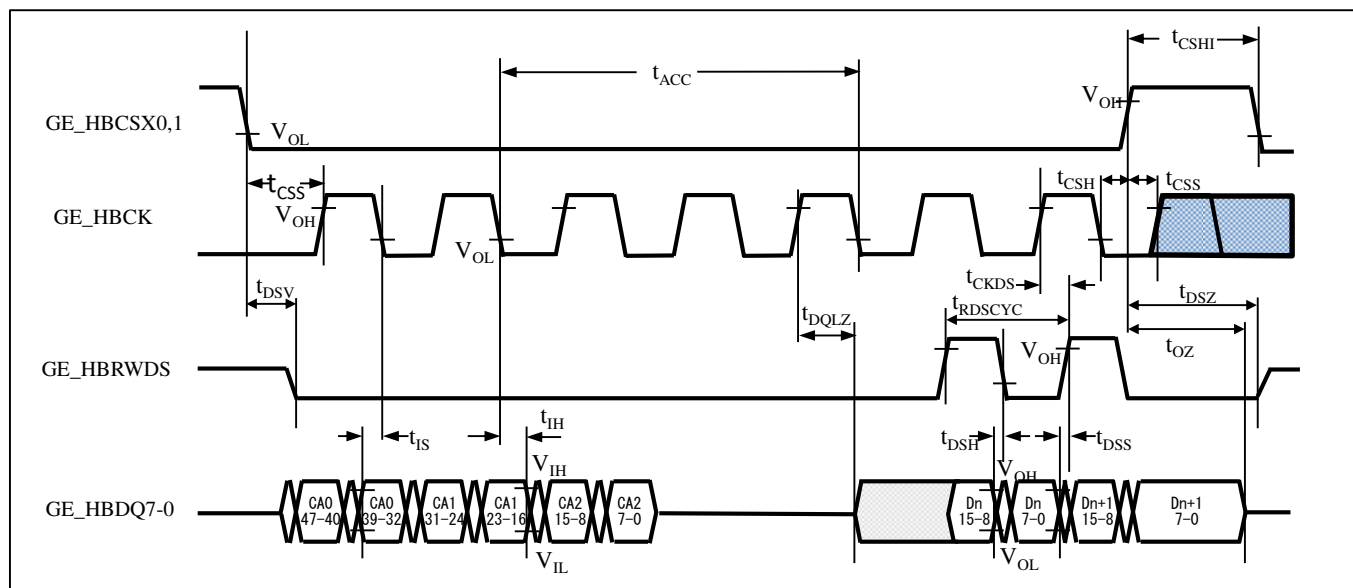 tCSHI
tACC
VOH
GE_HBCSX0,1
VOL
tCSS
tCSH
tCSS
VOH
GE_HBCK
VOL
tCKDS
tDSV
tDSZ
tRDSCYC
tDQLZ
tOZ
VOH
GE_HBRWDS
tIH
tIS
tDSH
tDSS
VIH
VOH
GE_HBDQ7-0
CA0
47-40
CA0
39-32
CA1
31-24
CA1
23-16
CA2
15-8
CA2
7-0
Dn
15-8
Dn
7-0
Dn+1
15-8
Dn+1
7-0
VIL
VOL